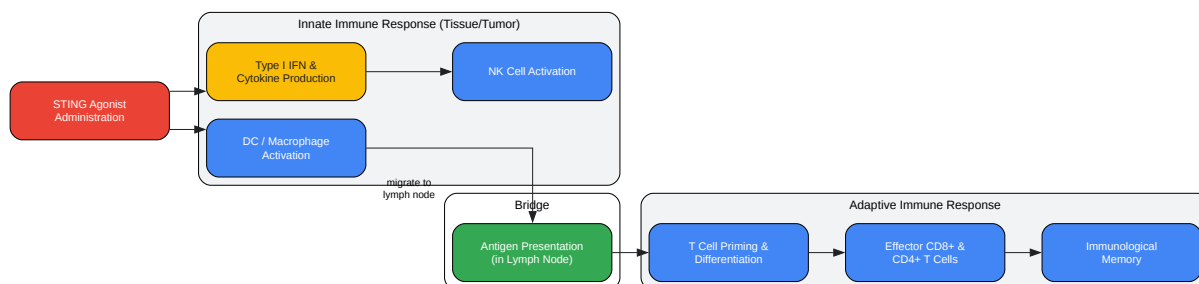 Innate Immune Response (Tissue/Tumor)
Type I IFN &
Cytokine Production
NK Cell Activation
STING Agonist
Administration
DC / Macrophage
Activation
migrate to
lymph node
Bridge
Adaptive Immune Response
Antigen Presentation
(in Lymph Node)
T Cell Priming &
Differentiation
Effector CD8+ &
CD4+ T Cells
Immunological
Memory